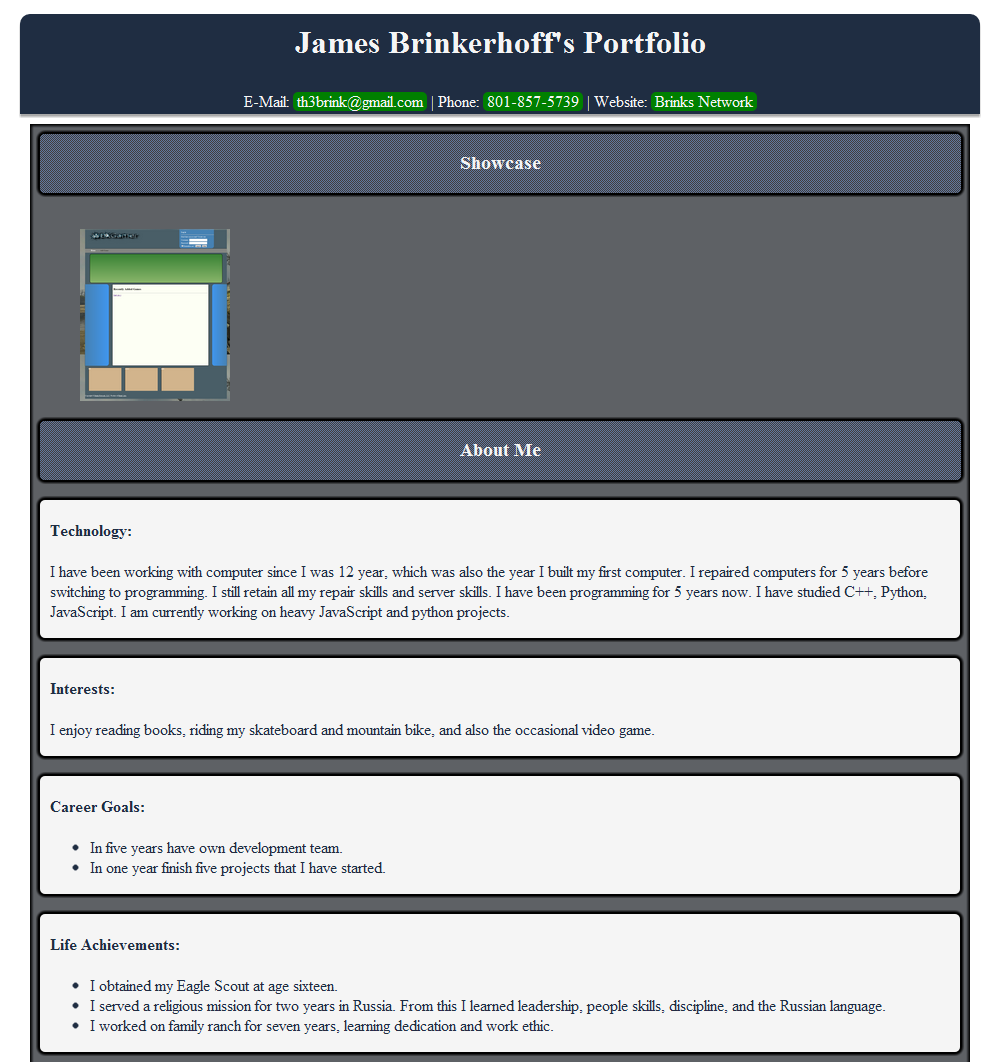 James Brinkerhoff's Portfolio
E-Mail: th3brink@gmail.com | Phone: 801-857-5739 | Website: Brinks Network
Showcase
About Me
Technology:
I have been working with computer since I was 12 year, which was also the year I built my first computer. I repaired computers for 5 years before
switching to programming. I still retain all my repair skills and server skills. I have been programming for 5 years now. I have studied C++, Python,
JavaScript. I am currently working on heavy JavaScript and python projects.
Interests:
I enjoy reading books, riding my skateboard and mountain bike, and also the occasional video game.
Career Goals:
In five years have own development team.
In one year finish five projects that I have started.
Life Achievements:
I obtained my Eagle Scout at age sixteen.
I served a religious mission for two years in Russia. From this I learned leadership, people skills, discipline, and the Russian language.
I worked on family ranch for seven years, learning dedication and work ethic.